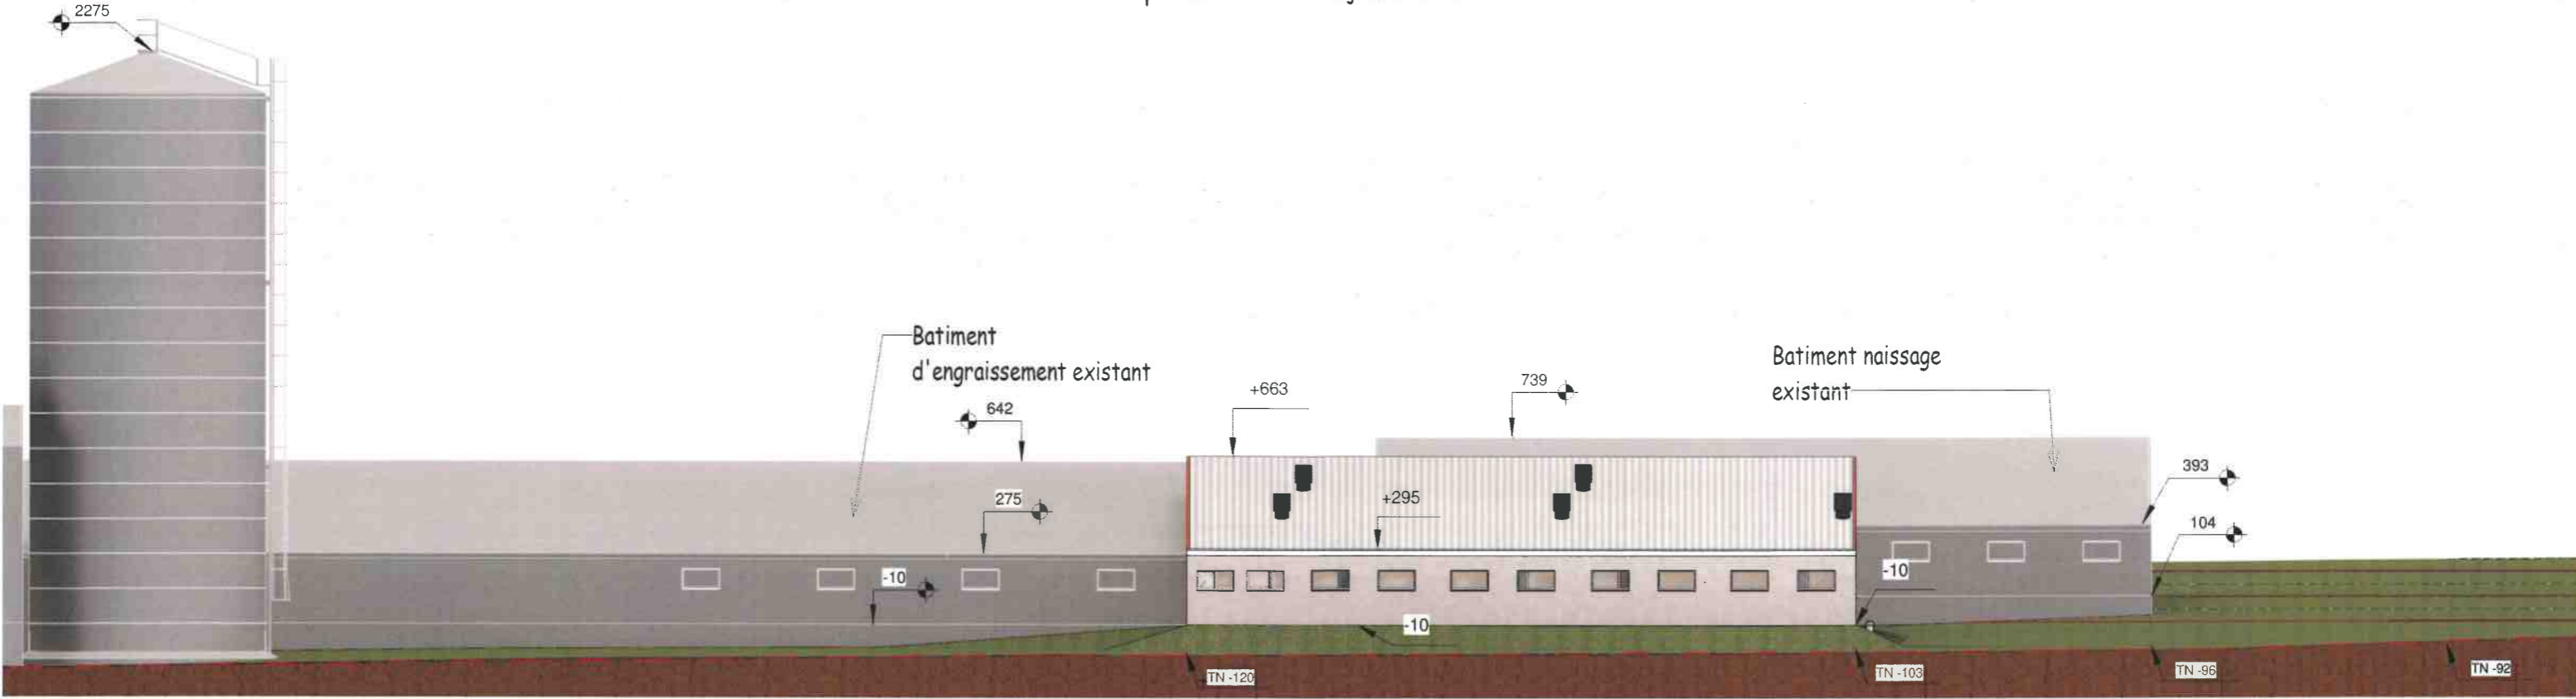 2275
Batiment
d'engraissement existant
642
+663
739
Batiment naissage
existant
393
275
+295
104
-10
-10
-10
TN -120
TN -103
TN -96
TN -92